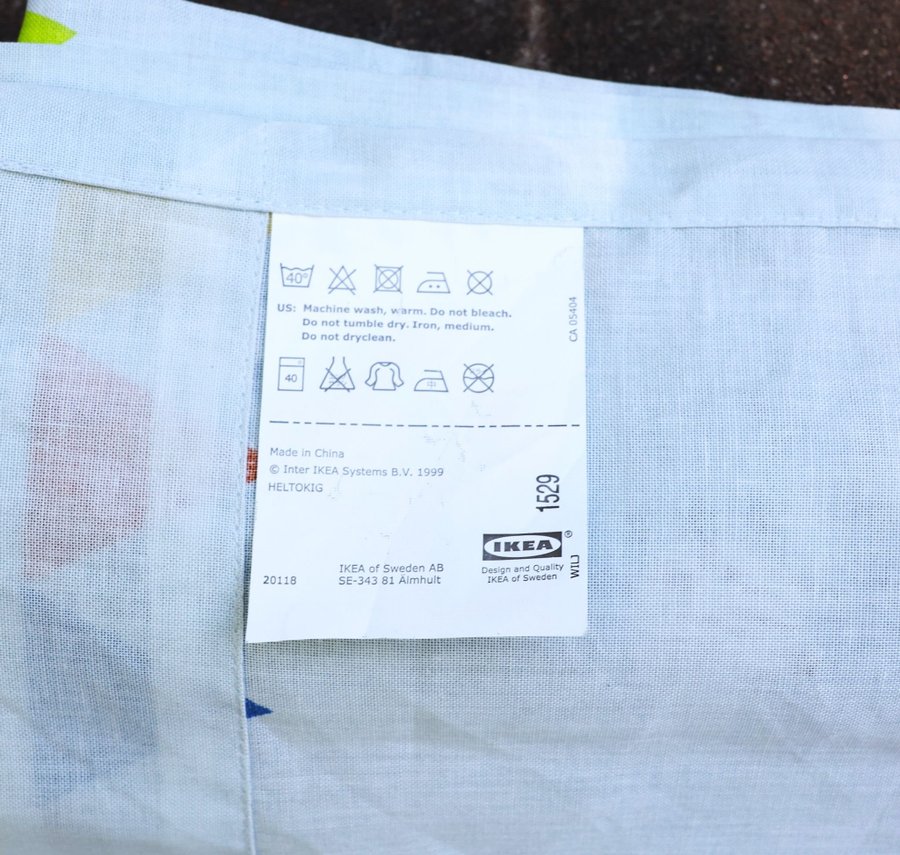 40°
US: Machine wash, warm. Do not bleach.
Do not tumble dry. Iron, medium.
Do not dryclean.
CA 05404
40
Made in China
© Inter IKEA Systems B.V. 1999
HELTOKIG
1529
IKEA®
Design and Quality
IKEA of Sweden
WILJ
IKEA of Sweden AB
SE-343 81 Älmhult
20118